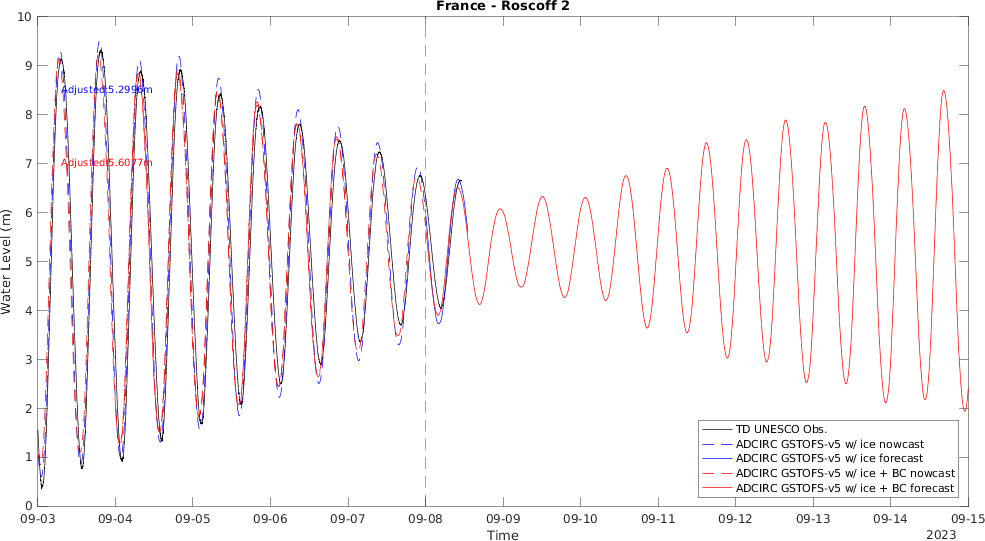 France - Roscoff 2
10
9
8
7
6
5
4
3
2
1
0
Water Level (m)
Adjusted:5.2996m
Adjusted:5.6077m
TD UNESCO Obs.
ADCIRC GSTOFS-v5 w/ ice nowcast
ADCIRC GSTOFS-v5 w/ ice forecast
ADCIRC GSTOFS-v5 w/ ice + BC nowcast
ADCIRC GSTOFS-v5 w/ ice + BC forecast
09-03 09-04 09-05 09-06 09-07 09-08 09-09 09-10 09-11 09-12 09-13 09-14 09-15
Time
2023